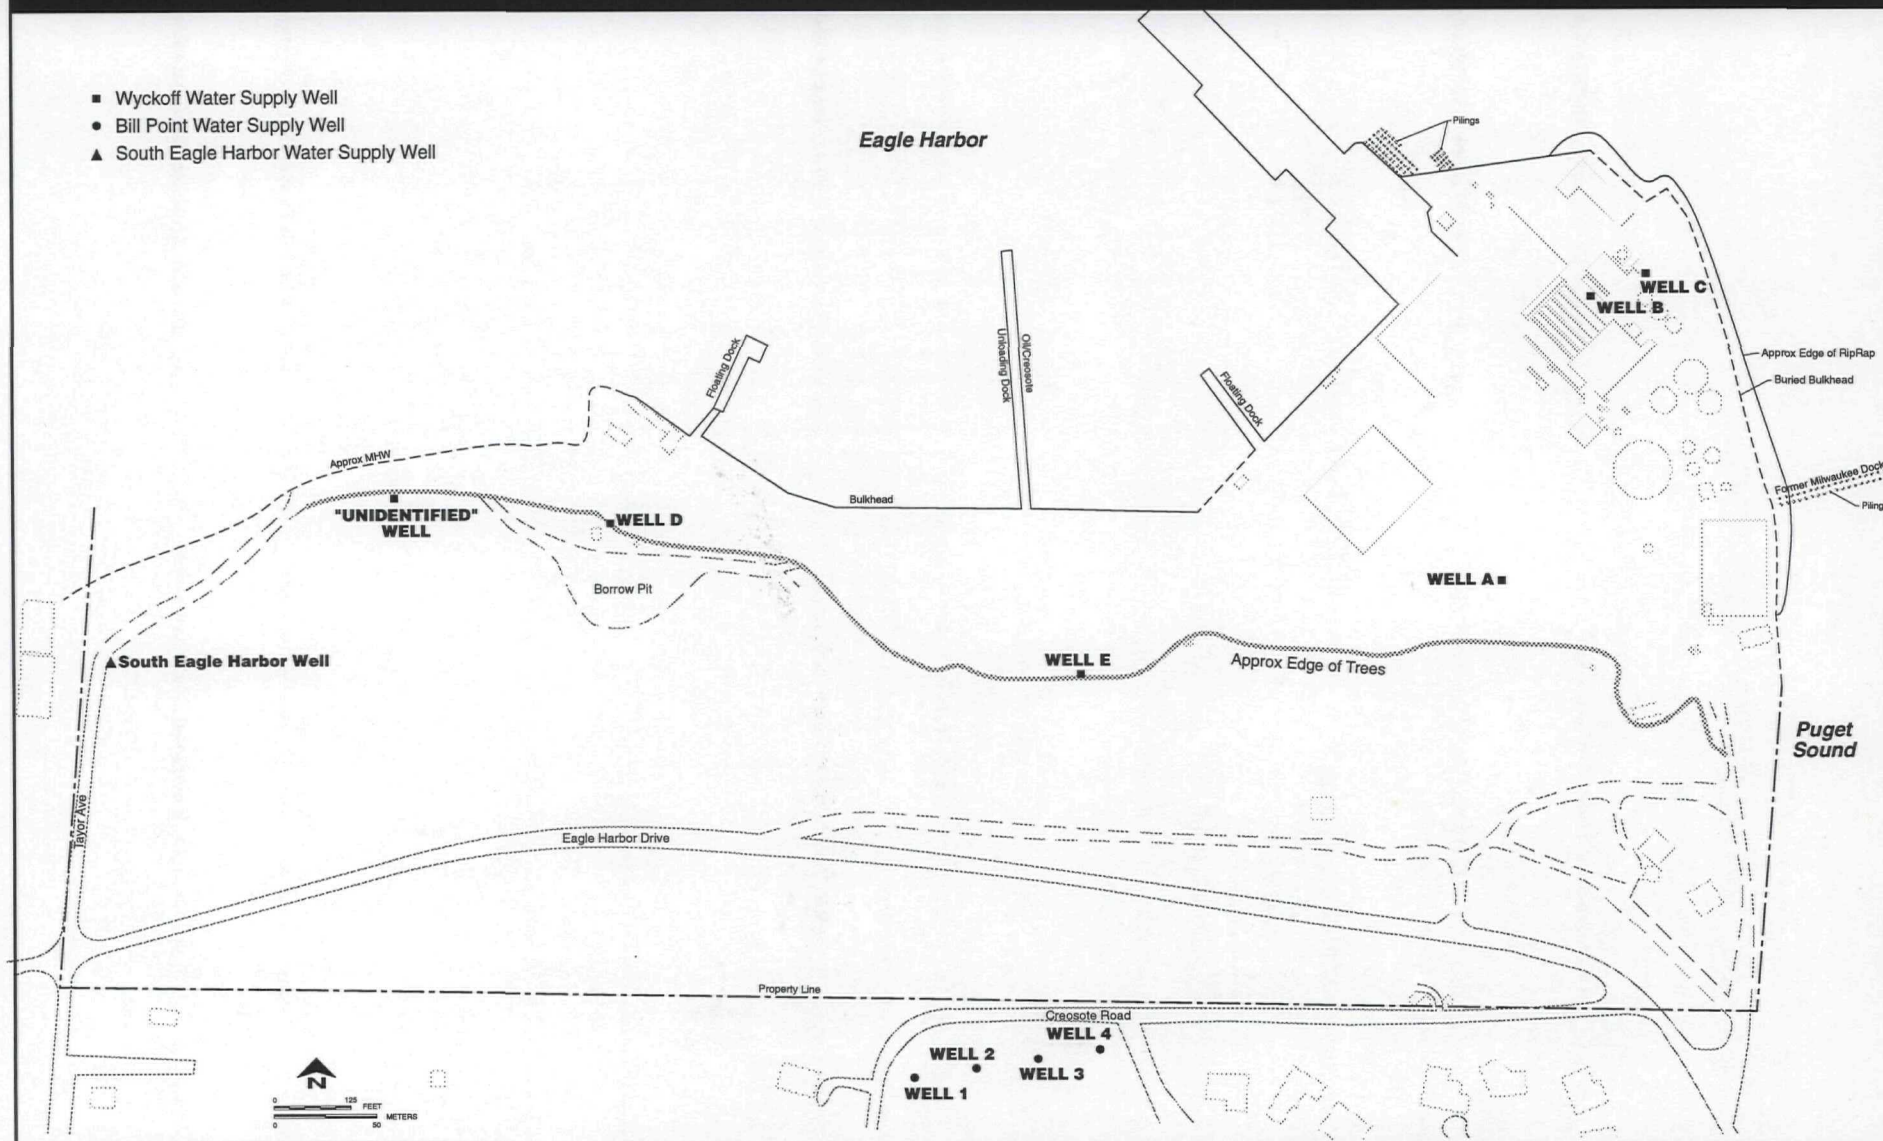 Wyckoff Water Supply Well
Bill Point Water Supply Well
South Eagle Harbor Water Supply Well
Eagle Harbor
Pilings
WELL C
WELL B
Approx Edge of RipRap
Buried Bulkhead
Floating Dock
Oil/Creosote
Unloading Dock
Floating Dock
Approx MHW
Bulkhead
Former Milwaukee Dock
Piling
"UNIDENTIFIED"
WELL
WELL D
Borrow Pit
WELL A
South Eagle Harbor Well
WELL E
Approx Edge of Trees
Puget
Sound
Tayor Ave
Eagle Harbor Drive
Property Line
Creosote Road
WELL 4
WELL 2
WELL 3
WELL 1
N
0 125 FEET
METERS
0 50